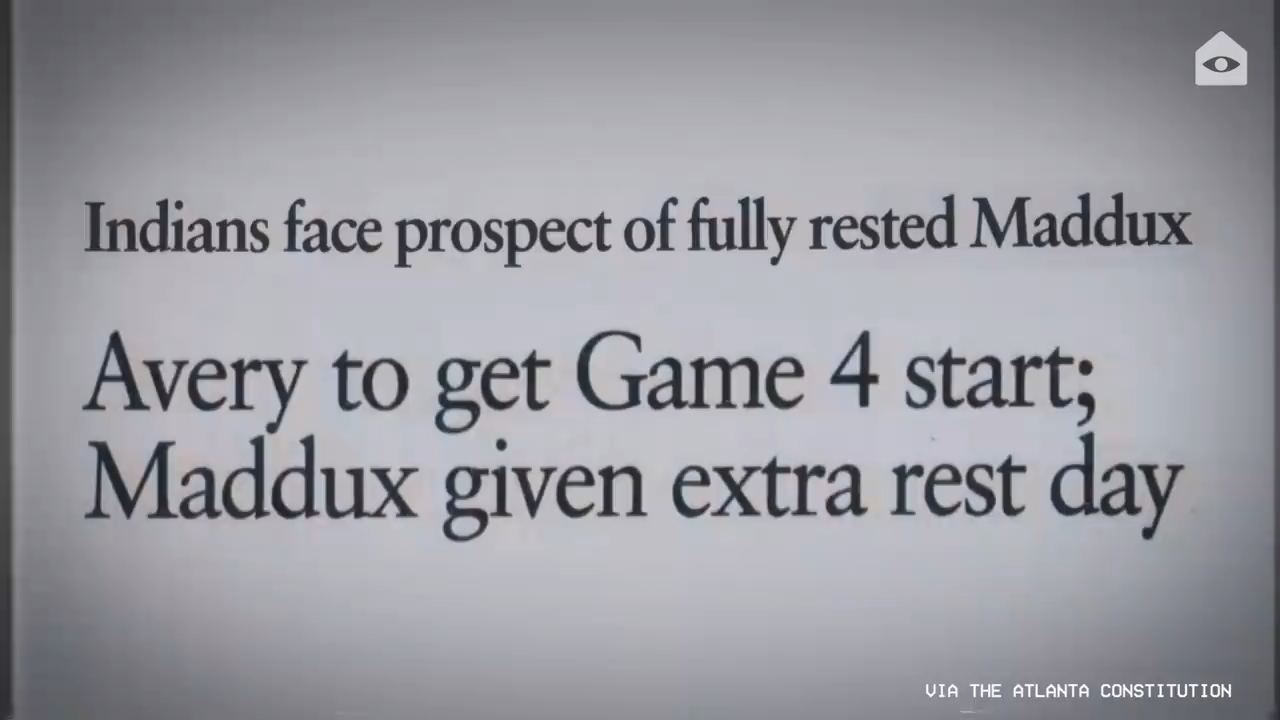 Indians face prospect of fully rested Maddux
Avery to get Game 4 start;
Maddux given extra rest day
VIA THE ATLANTA CONSTITUTION